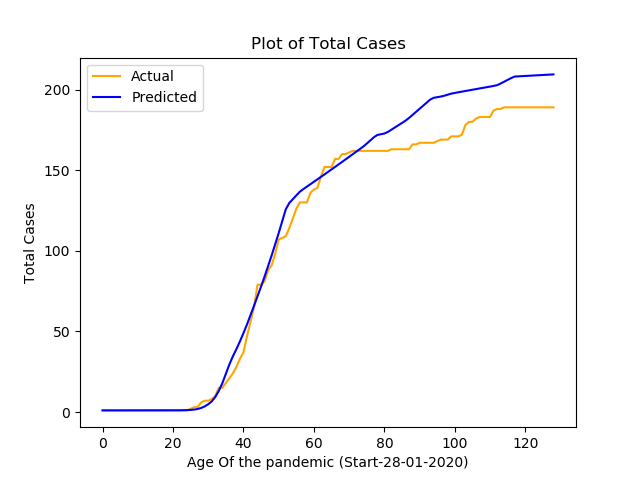 Plot of Total Cases
Actual
Predicted
200
150
100
50
0
Total Cases
0 20 40 60 80 100 120
Age Of the pandemic (Start-28-01-2020)